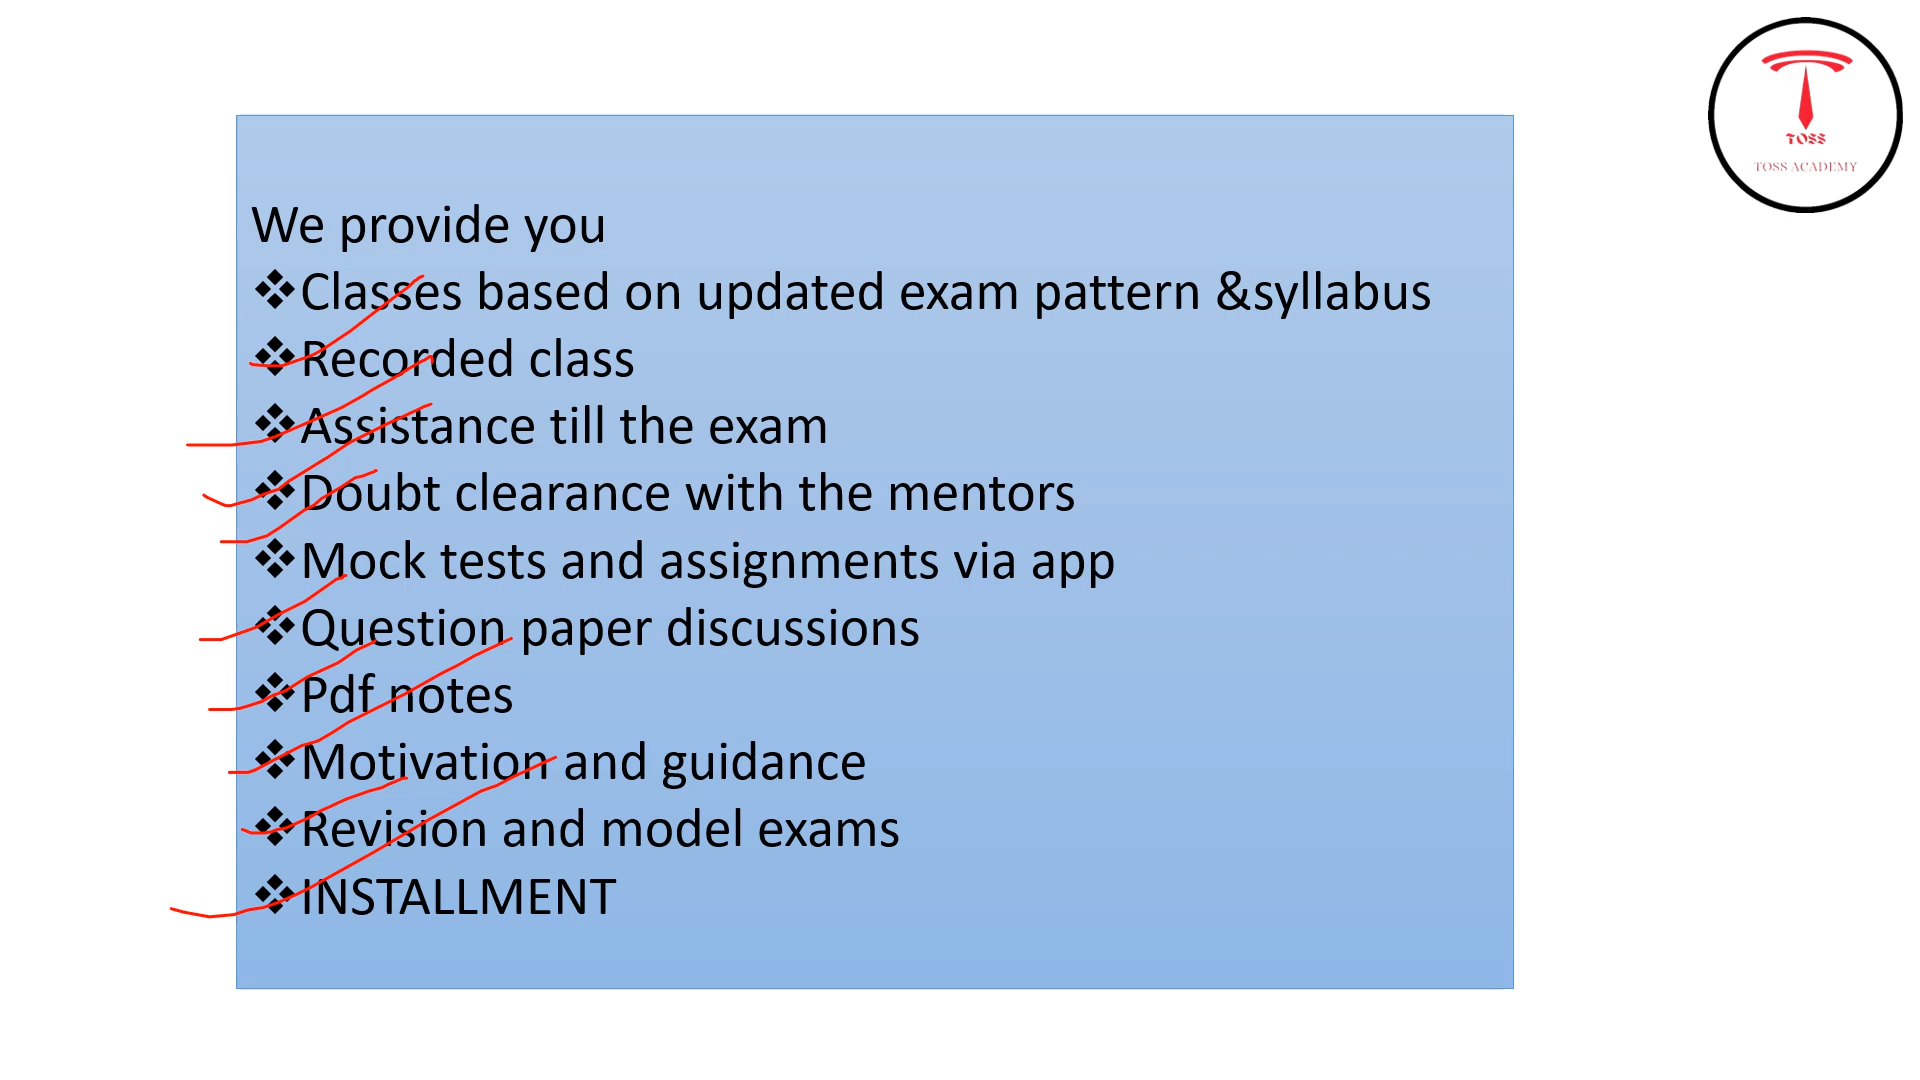 TOSS
TOSS ACADEMY
We provide you
❖Classes based on updated exam pattern &syllabus
❖Recorded class
❖Assistance till the exam
❖Doubt clearance with the mentors
❖Mock tests and assignments via app
❖Question paper discussions
❖Pdf notes
❖Motivation and guidance
❖Revision and model exams
❖INSTALLMENT